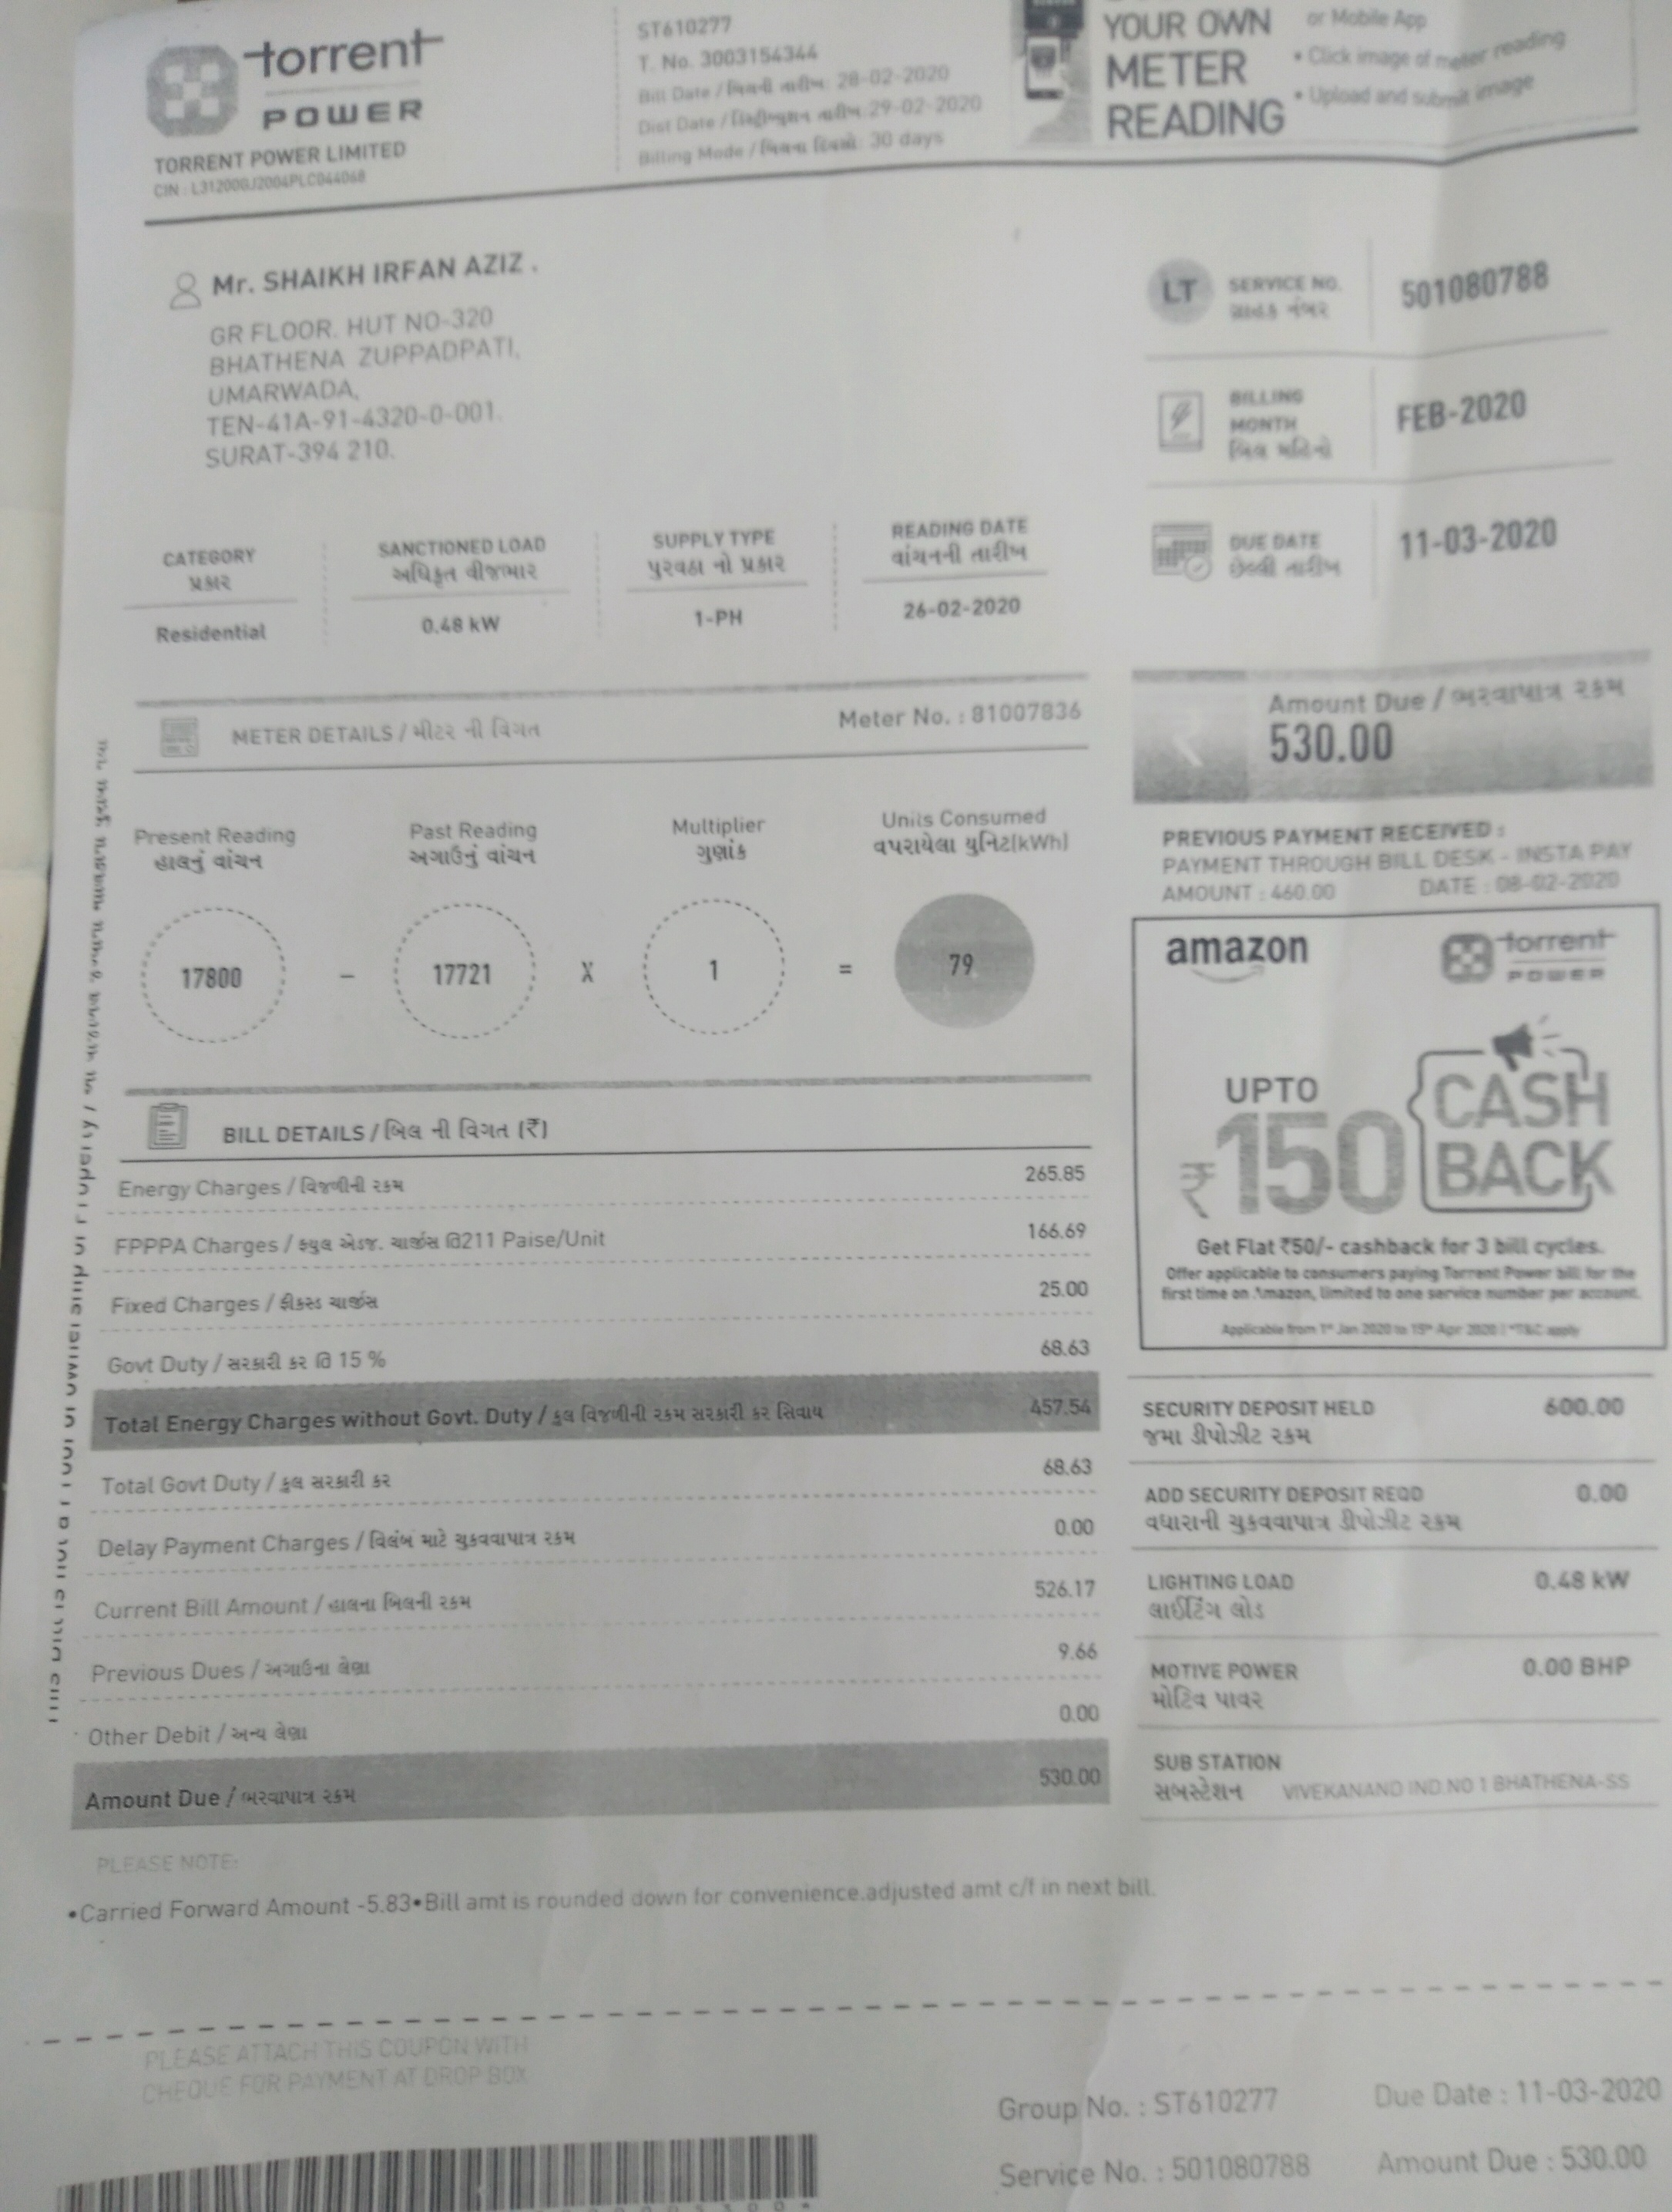 torrent
POWER
TORRENT POWER LIMITED
CIN : L31200GJ2004PLC044068
ST610277
T. No. 3003154344
Bill Date / બિલની તારીખ: 28-02-2020
Dist Date / ડિસ્ટ્રીબ્યુશન તારીખ: 29-02-2020
Billing Mode / બિલના દિવસો: 30 days
YOUR OWN
METER
READING
or Mobile App
• Click image of meter reading
• Upload and submit image
Mr. SHAIKH IRFAN AZIZ .
GR FLOOR. HUT NO-320
BHATHENA ZUPPADPATI,
UMARWADA,
TEN-41A-91-4320-0-001.
SURAT-394 210.
LT SERVICE NO. 501080788
ગ્રાહક નંબર
BILLING
MONTH FEB-2020
બિલ મહિનો
DUE DATE 11-03-2020
છેલ્લી તારીખ
CATEGORY SANCTIONED LOAD SUPPLY TYPE READING DATE
પ્રકાર અધિકૃત વીજભાર પુરવઠા નો પ્રકાર વાંચનની તારીખ
Residential 0.48 kW 1-PH 26-02-2020
METER DETAILS / મીટર ની વિગત Meter No. : 81007836
Amount Due / ભરવાપાત્ર રકમ
₹ 530.00
Present Reading Past Reading Multiplier Units Consumed
હાલનું વાંચન અગાઉનું વાંચન ગુણાંક વપરાયેલા યુનિટ(kWh)
17800 – 17721 X 1 = 79
PREVIOUS PAYMENT RECEIVED :
PAYMENT THROUGH BILL DESK - INSTA PAY
AMOUNT : 460.00 DATE : 08-02-2020
amazon torrent
POWER
UPTO
₹150 CASH
BACK
Get Flat ₹50/- cashback for 3 bill cycles.
Offer applicable to consumers paying Torrent Power bill for the
first time on Amazon, limited to one service number per account.
Applicable from 1st Jan 2020 to 15th Apr 2020 | *T&C apply
BILL DETAILS / બિલ ની વિગત (₹)
Energy Charges / વિજળીની રકમ 265.85
FPPPA Charges / ફ્યુલ એડજ. ચાર્જીસ @211 Paise/Unit 166.69
Fixed Charges / ફીક્સ્ડ ચાર્જીસ 25.00
Govt Duty / સરકારી કર @ 15 % 68.63
Total Energy Charges without Govt. Duty / કુલ વિજળીની રકમ સરકારી કર સિવાય 457.54
Total Govt Duty / કુલ સરકારી કર 68.63
Delay Payment Charges / વિલંબ માટે ચુકવવાપાત્ર રકમ 0.00
Current Bill Amount / હાલના બિલની રકમ 526.17
Previous Dues / અગાઉના લેણા 9.66
Other Debit / અન્ય લેણા 0.00
Amount Due / ભરવાપાત્ર રકમ 530.00
SECURITY DEPOSIT HELD 600.00
જમા ડીપોઝીટ રકમ
ADD SECURITY DEPOSIT REQD 0.00
વધારાની ચુકવવાપાત્ર ડીપોઝીટ રકમ
LIGHTING LOAD 0.48 kW
લાઈટિંગ લોડ
MOTIVE POWER 0.00 BHP
મોટિવ પાવર
SUB STATION
સબસ્ટેશન VIVEKANAND IND.NO 1 BHATHENA-SS
PLEASE NOTE:
•Carried Forward Amount -5.83•Bill amt is rounded down for convenience.adjusted amt c/f in next bill.
PLEASE ATTACH THIS COUPON WITH
CHEQUE FOR PAYMENT AT DROP BOX
Group No. : ST610277 Due Date : 11-03-2020
Service No. : 501080788 Amount Due : 530.00